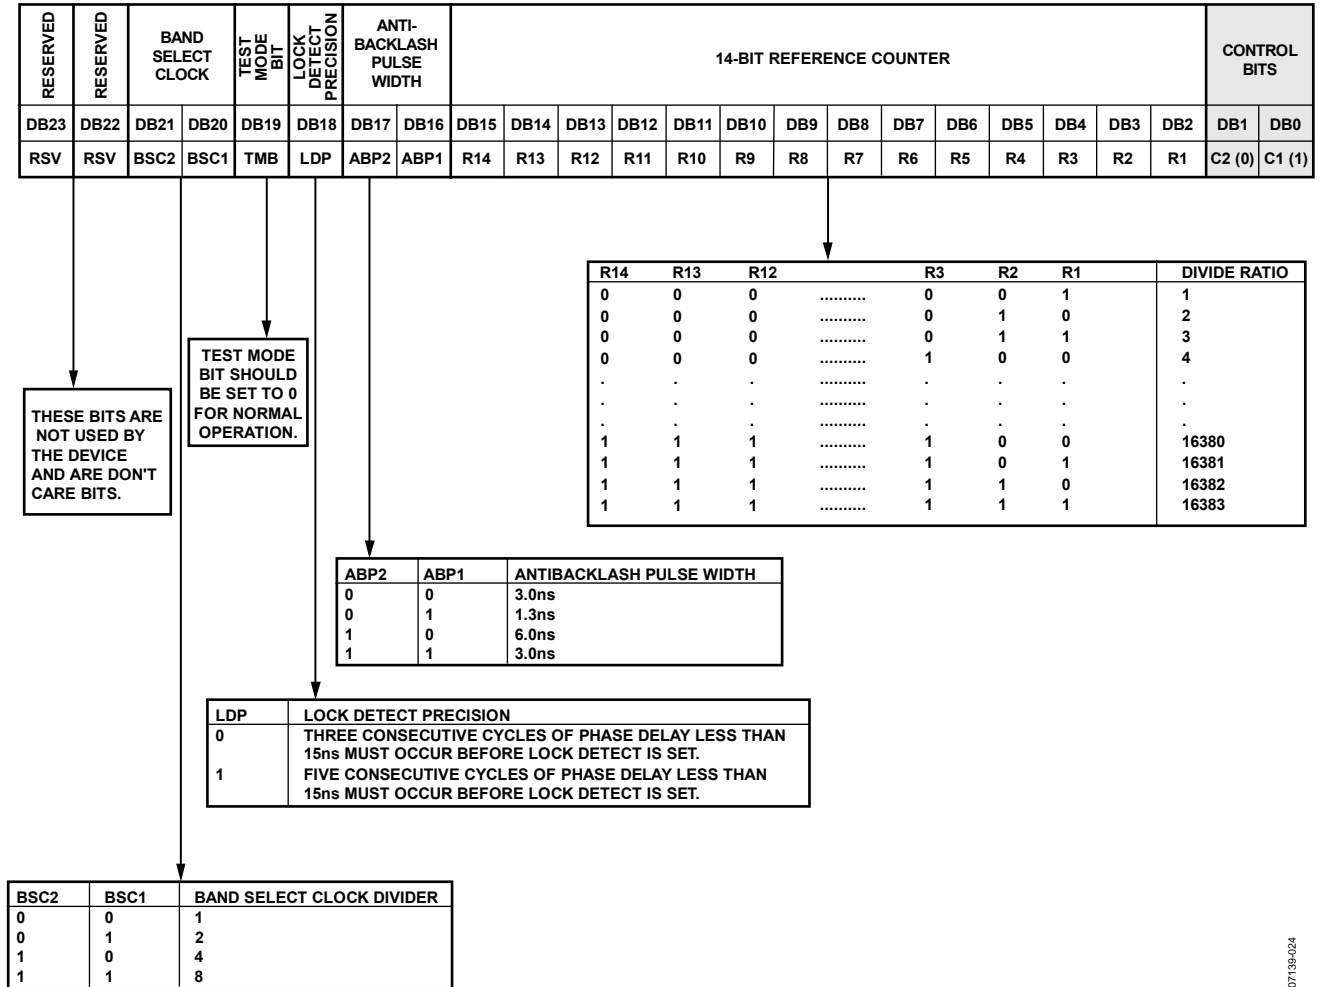 RESERVED
RESERVED
BAND
SELECT
CLOCK
TEST
MODE
BIT
LOCK
DETECT
PRECISION
ANTI-
BACKLASH
PULSE
WIDTH
14-BIT REFERENCE COUNTER
CONTROL
BITS
DB23 DB22 DB21 DB20 DB19 DB18 DB17 DB16 DB15 DB14 DB13 DB12 DB11 DB10 DB9 DB8 DB7 DB6 DB5 DB4 DB3 DB2 DB1 DB0
RSV RSV BSC2 BSC1 TMB LDP ABP2 ABP1 R14 R13 R12 R11 R10 R9 R8 R7 R6 R5 R4 R3 R2 R1 C2 (0) C1 (1)
R14 R13 R12 R3 R2 R1 DIVIDE RATIO
0 0 0 .......... 0 0 1 1
0 0 0 .......... 0 1 0 2
0 0 0 .......... 0 1 1 3
0 0 0 .......... 1 0 0 4
. . . .......... . . . .
. . . .......... . . . .
. . . .......... . . . .
1 1 1 .......... 1 0 0 16380
1 1 1 .......... 1 0 1 16381
1 1 1 .......... 1 1 0 16382
1 1 1 .......... 1 1 1 16383
TEST MODE
BIT SHOULD
BE SET TO 0
FOR NORMAL
OPERATION.
THESE BITS ARE
NOT USED BY
THE DEVICE
AND ARE DON'T
CARE BITS.
ABP2 ABP1 ANTIBACKLASH PULSE WIDTH
0 0 3.0ns
0 1 1.3ns
1 0 6.0ns
1 1 3.0ns
LDP LOCK DETECT PRECISION
0 THREE CONSECUTIVE CYCLES OF PHASE DELAY LESS THAN
15ns MUST OCCUR BEFORE LOCK DETECT IS SET.
1 FIVE CONSECUTIVE CYCLES OF PHASE DELAY LESS THAN
15ns MUST OCCUR BEFORE LOCK DETECT IS SET.
BSC2 BSC1 BAND SELECT CLOCK DIVIDER
0 0 1
0 1 2
1 0 4
1 1 8
07139-024